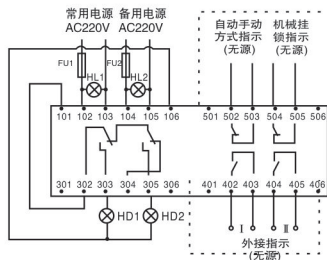 常用电源 备用电源
AC220V AC220V
自动手动 机械挂
方式指示 锁指示
(无源) (无源)
FU1 FU2
HL1 HL2
101 102 103 104 105 106 501 502 503 504 505 506
301 302 303 304 305 306 401 402 403 404 405 406
HD1 HD2
I II
外接指示
(无源)